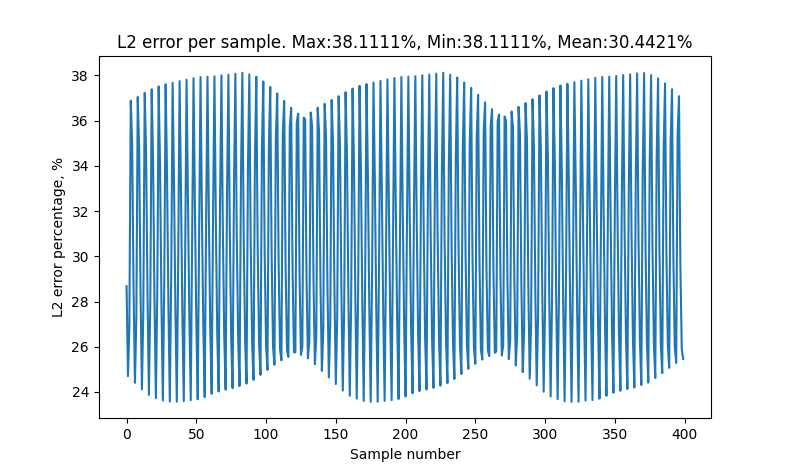 L2 error per sample. Max:38.1111%, Min:38.1111%, Mean:30.4421%
38
36
34
32
30
28
26
24
L2 error percentage, %
0 50 100 150 200 250 300 350 400
Sample number